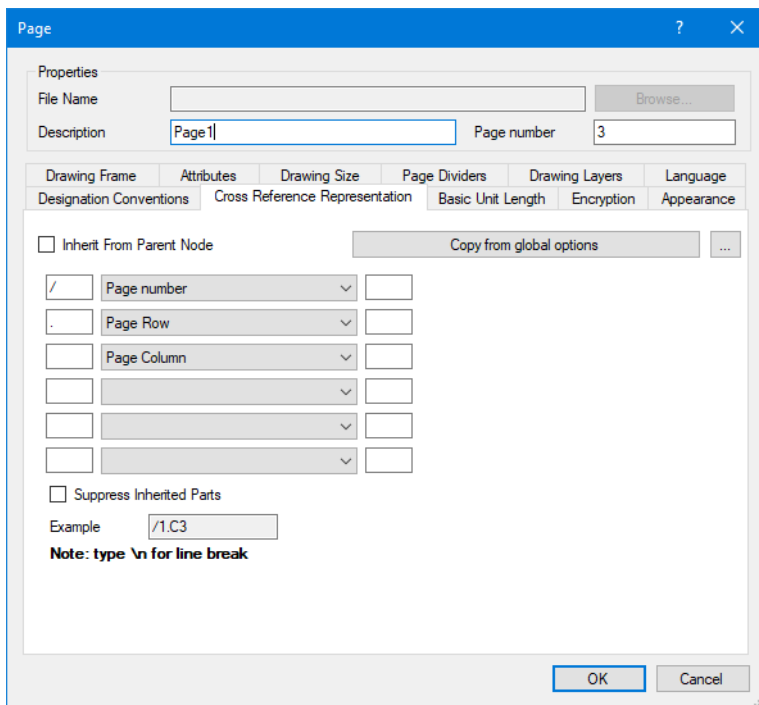 Page ?
Properties
File Name Browse...
Description Page1 Page number 3
Drawing Frame Attributes Drawing Size Page Dividers Drawing Layers Language
Designation Conventions Cross Reference Representation Basic Unit Length Encryption Appearance
Inherit From Parent Node Copy from global options ...
/ Page number
. Page Row
Page Column
Suppress Inherited Parts
Example /1.C3
Note: type \n for line break
OK Cancel